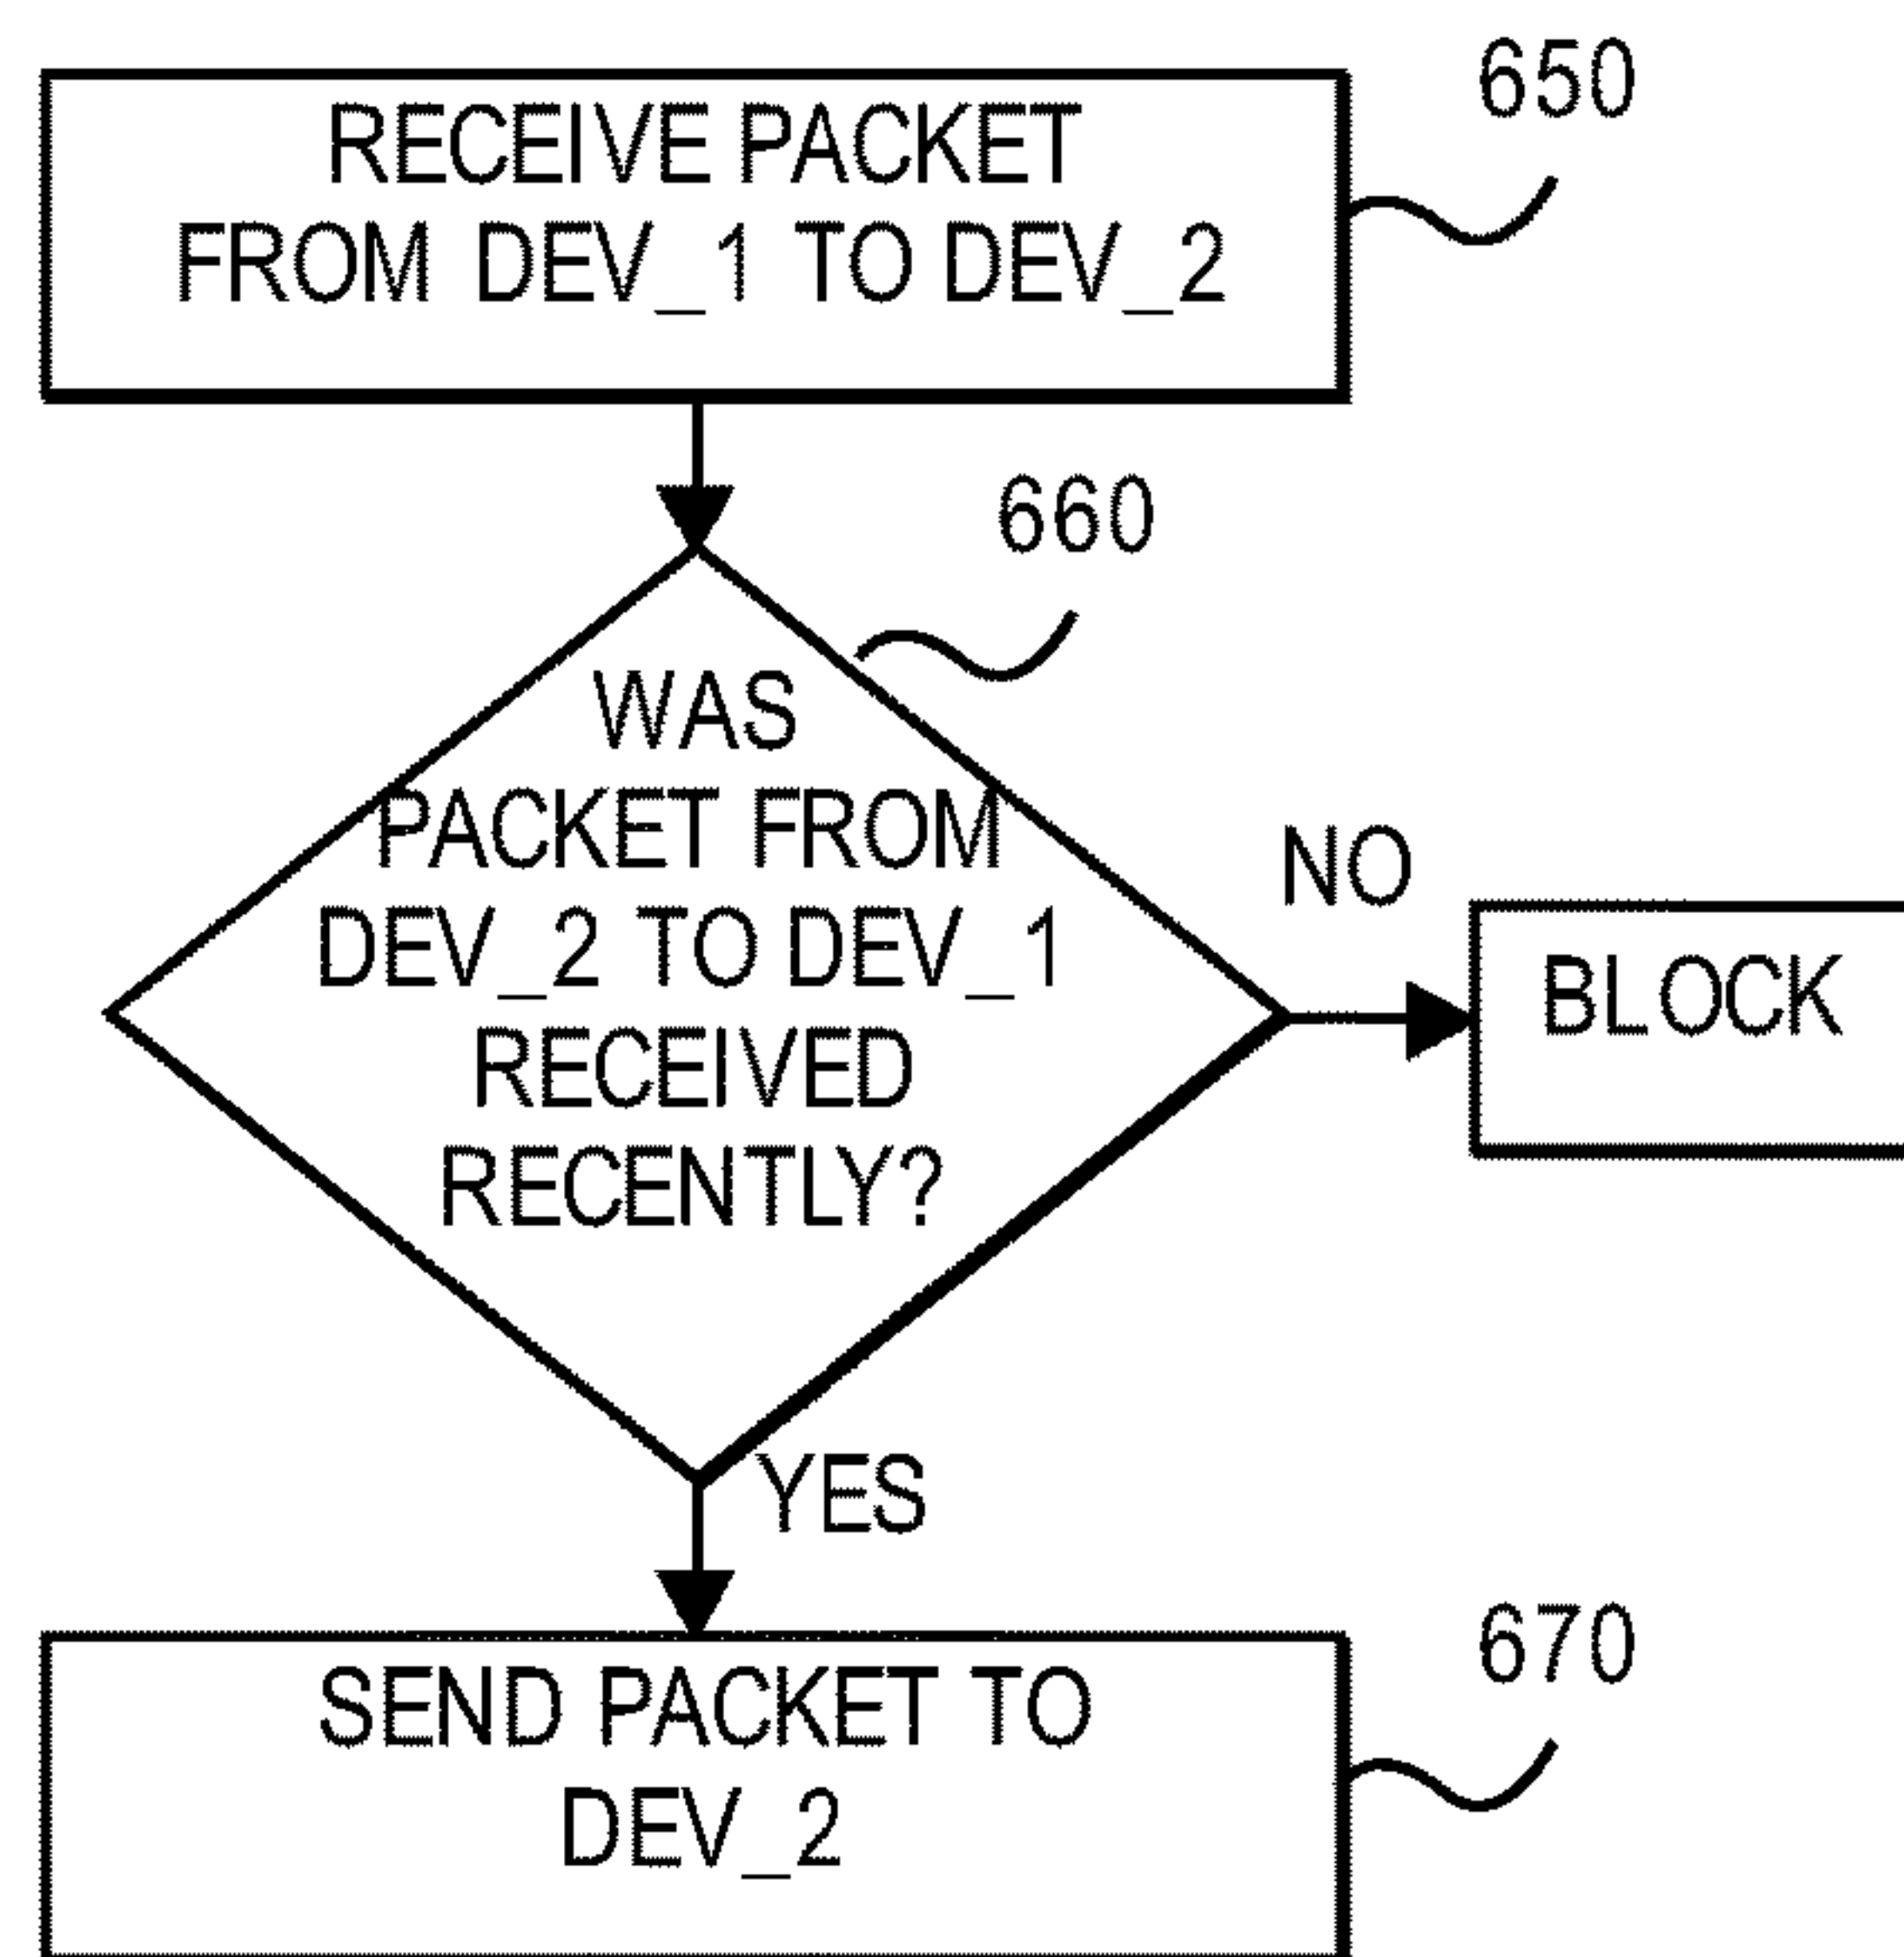 650
RECEIVE PACKET
FROM DEV_1 TO DEV_2
660
WAS
PACKET FROM
DEV_2 TO DEV_1
RECEIVED
RECENTLY?
NO
BLOCK
YES
670
SEND PACKET TO
DEV_2